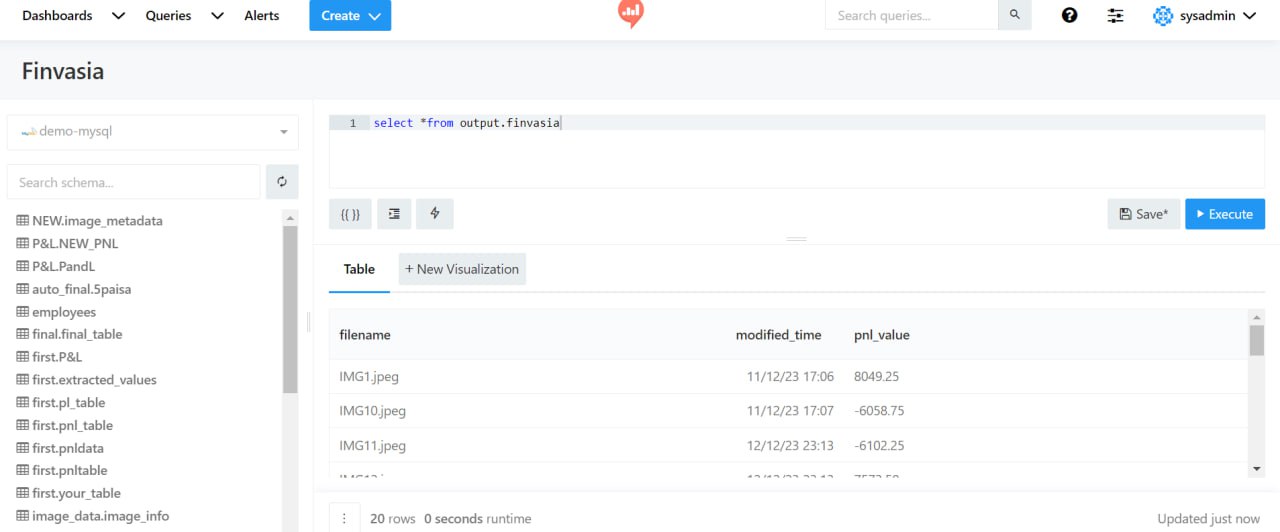 Dashboards Queries Alerts Create Search queries... sysadmin
Finvasia
demo-mysql
Search schema...
NEW.image_metadata
P&L.NEW_PNL
P&L.PandL
auto_final.5paisa
employees
final.final_table
first.P&L
first.extracted_values
first.pl_table
first.pnl_table
first.pnldata
first.pnltable
first.your_table
image_data.image_info
1 select *from output.finvasia
{{ }} Save* Execute
Table + New Visualization
filename modified_time pnl_value
IMG1.jpeg 11/12/23 17:06 8049.25
IMG10.jpeg 11/12/23 17:07 -6058.75
IMG11.jpeg 12/12/23 23:13 -6102.25
20 rows 0 seconds runtime Updated just now